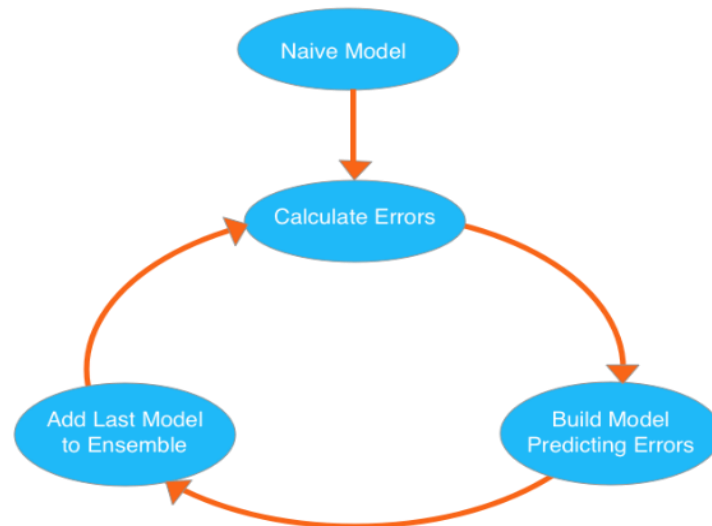 Naive Model
Calculate Errors
Add Last Model
to Ensemble
Build Model
Predicting Errors